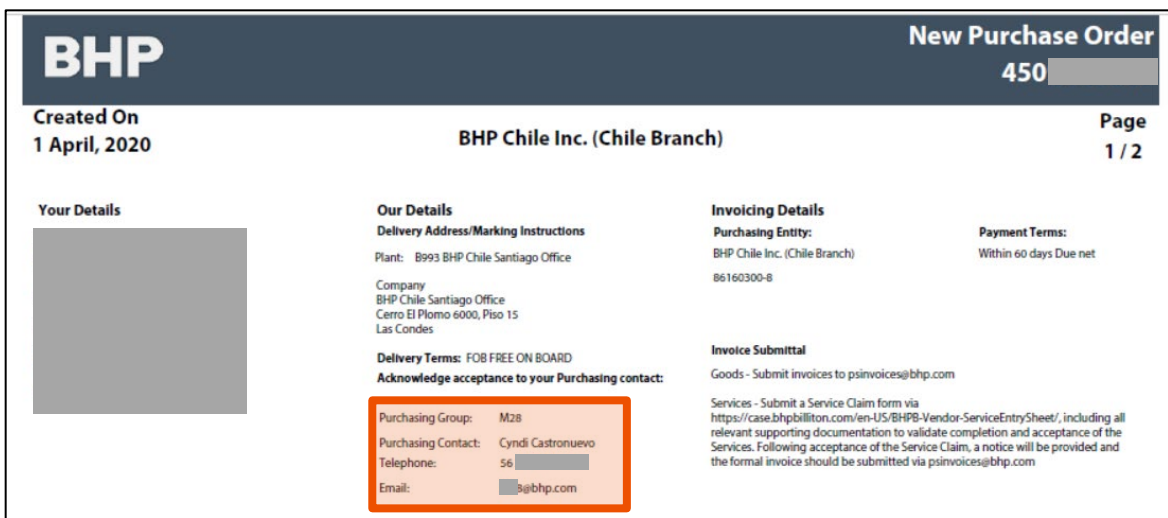 BHP
New Purchase Order
450
Created On
1 April, 2020
BHP Chile Inc. (Chile Branch)
Page
1 / 2
Your Details
Our Details
Delivery Address/Marking Instructions
Plant: B993 BHP Chile Santiago Office
Company
BHP Chile Santiago Office
Cerro El Plomo 6000, Piso 15
Las Condes
Delivery Terms: FOB FREE ON BOARD
Acknowledge acceptance to your Purchasing contact:
Purchasing Group: M28
Purchasing Contact: Cyndi Castronuevo
Telephone: 56
Email: @bhp.com
Invoicing Details
Purchasing Entity:
BHP Chile Inc. (Chile Branch)
86160300-8
Payment Terms:
Within 60 days Due net
Invoice Submittal
Goods - Submit invoices to psinvoices@bhp.com
Services - Submit a Service Claim form via
https://case.bhpbilliton.com/en-US/BHPB-Vendor-ServiceEntrySheet/, including all
relevant supporting documentation to validate completion and acceptance of the
Services. Following acceptance of the Service Claim, a notice will be provided and
the formal invoice should be submitted via psinvoices@bhp.com